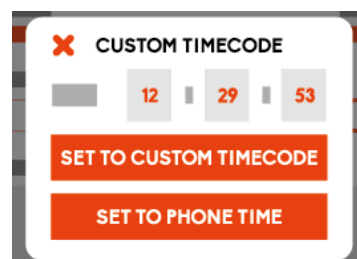 CUSTOM TIMECODE
12 29 53
SET TO CUSTOM TIMECODE
SET TO PHONE TIME